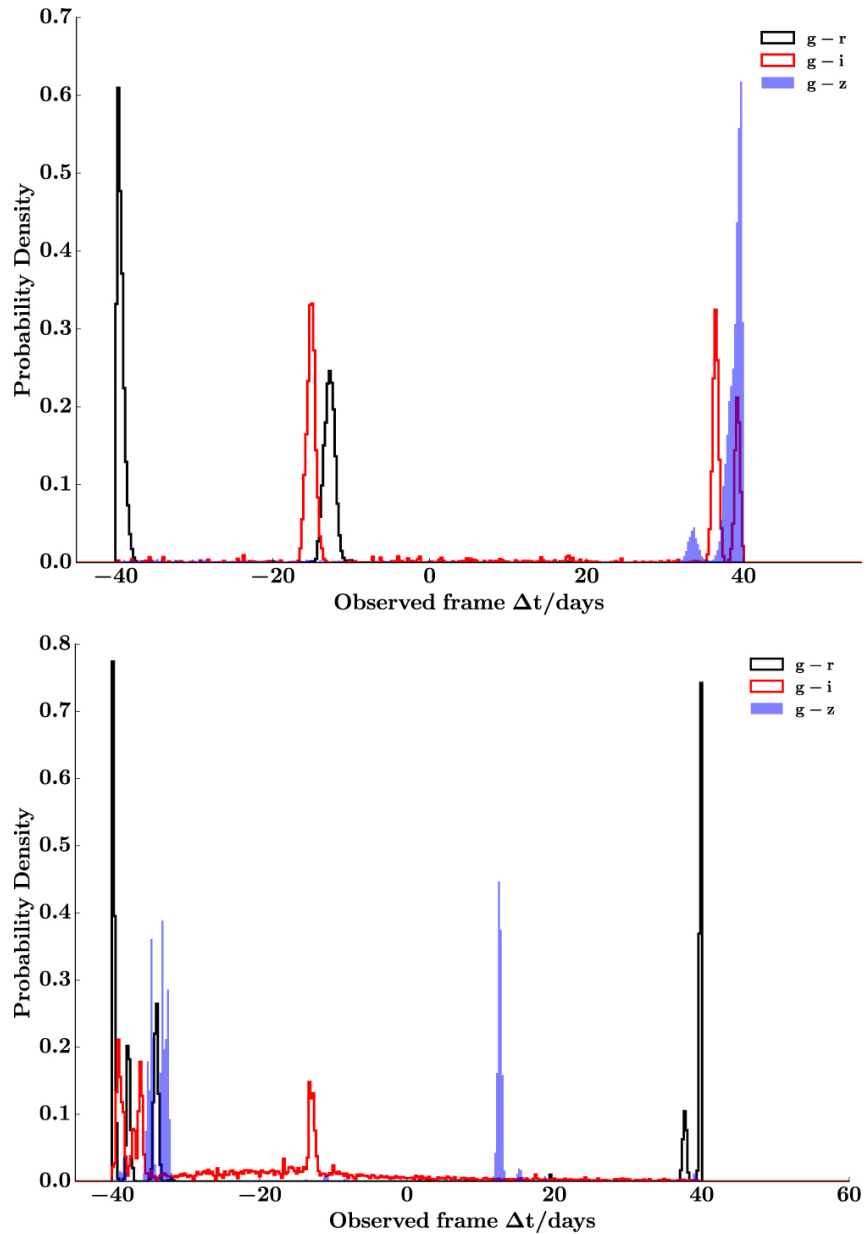 0.7
0.6
0.5
0.4
0.3
0.2
0.1
0.0
Probability Density
g − r
g − i
g − z
−40 −20 0 20 40
Observed frame Δt/days
0.8
0.7
0.6
0.5
0.4
0.3
0.2
0.1
0.0
Probability Density
g − r
g − i
g − z
−40 −20 0 20 40 60
Observed frame Δt/days